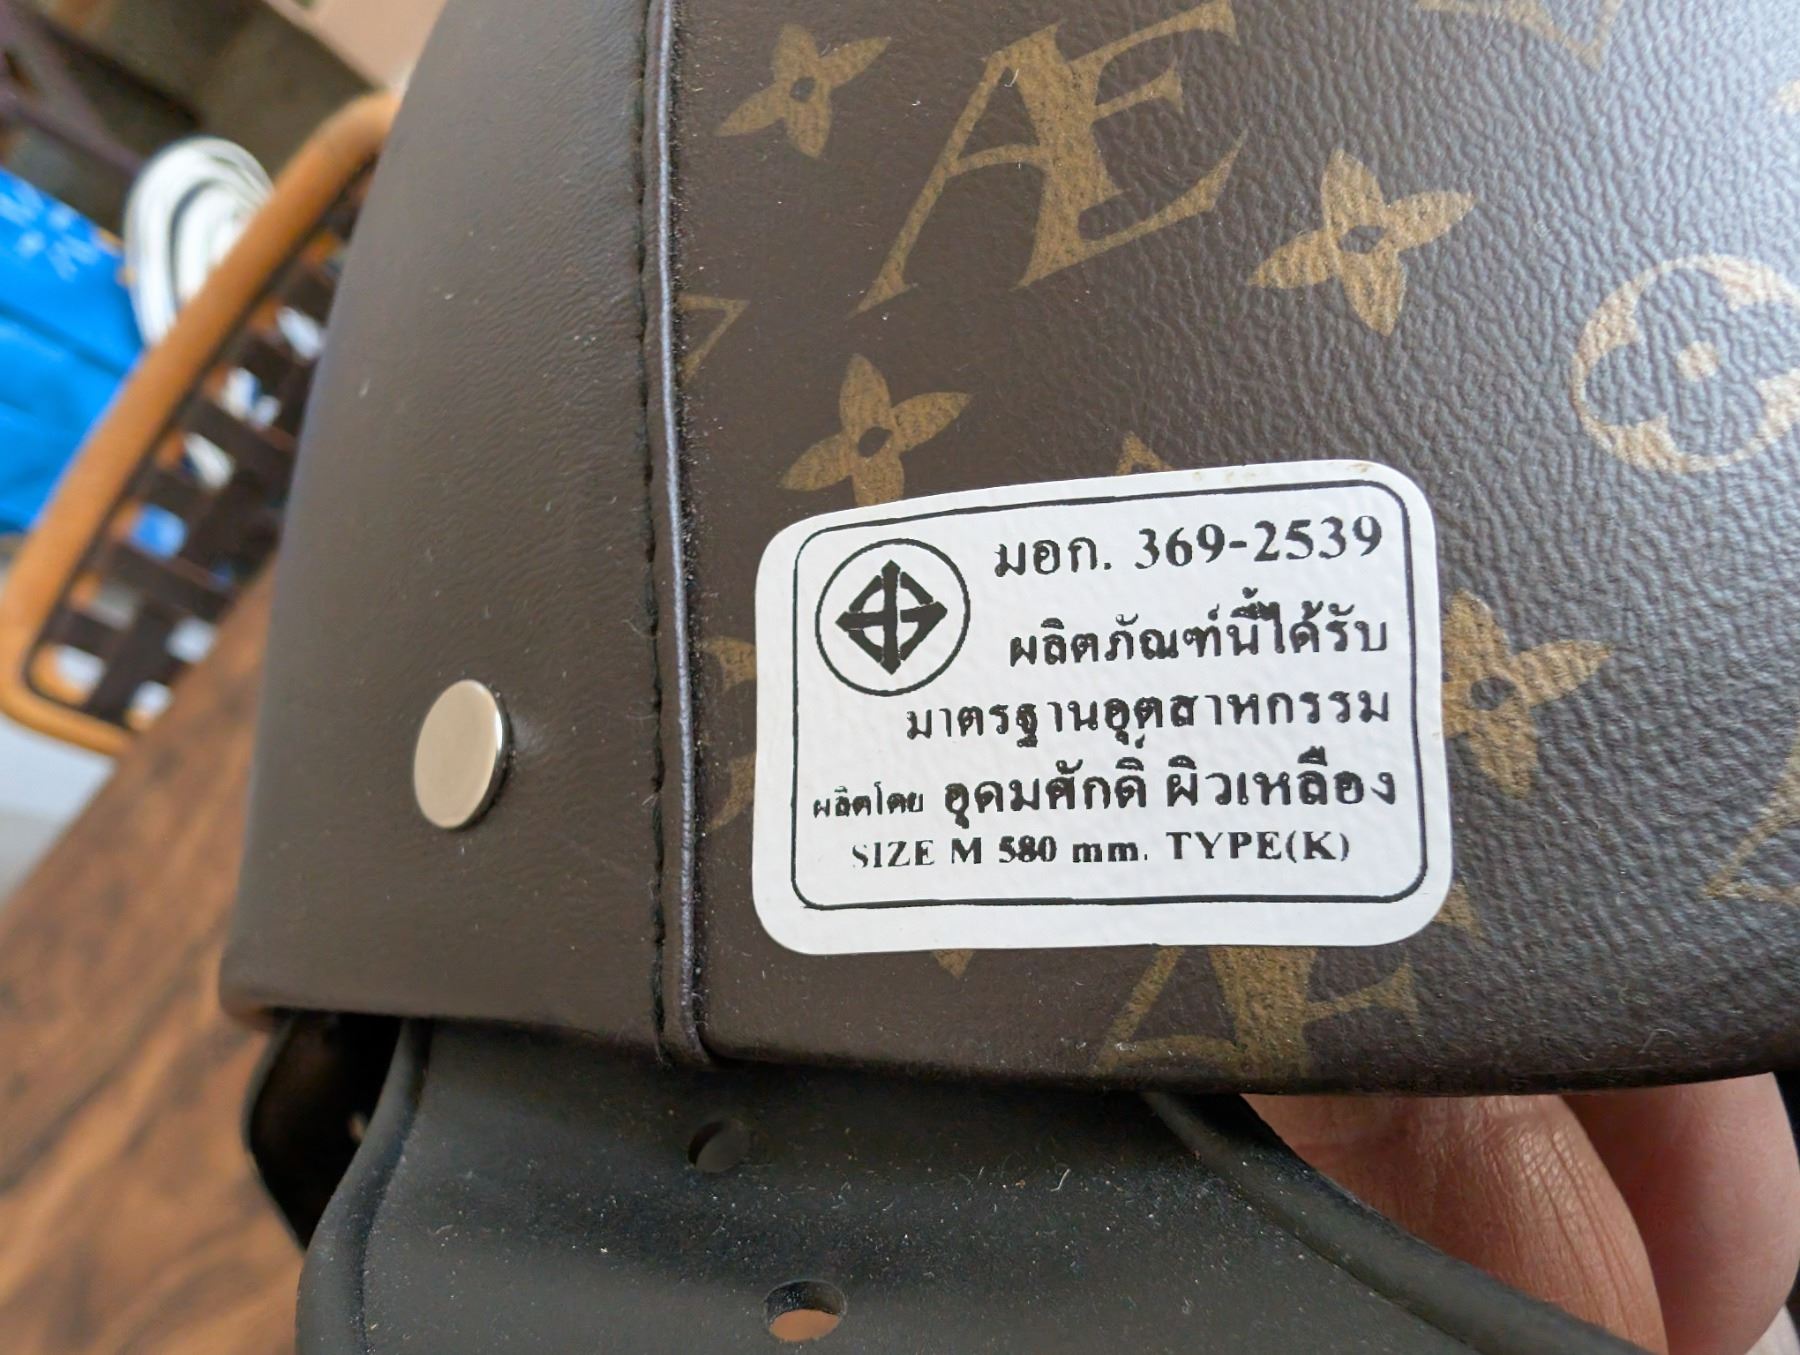 Æ
มอก. 369-2539
ผลิตภัณฑ์นี้ได้รับ
มาตรฐานอุตสาหกรรม
ผลิตโดย อุดมศักดิ์ ผิวเหลือง
SIZE M 580 mm. TYPE(K)
Æ